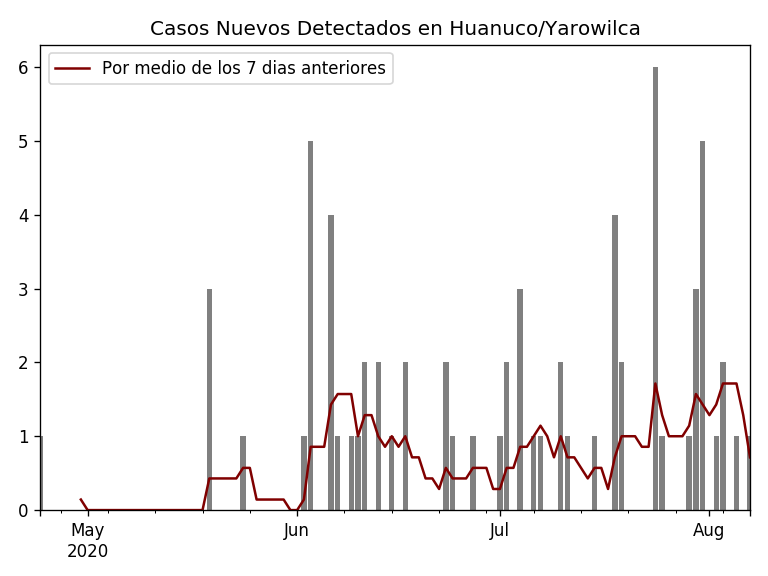 Casos Nuevos Detectados en Huanuco/Yarowilca
Por medio de los 7 dias anteriores
6
5
4
3
2
1
0
May
2020
Jun
Jul
Aug